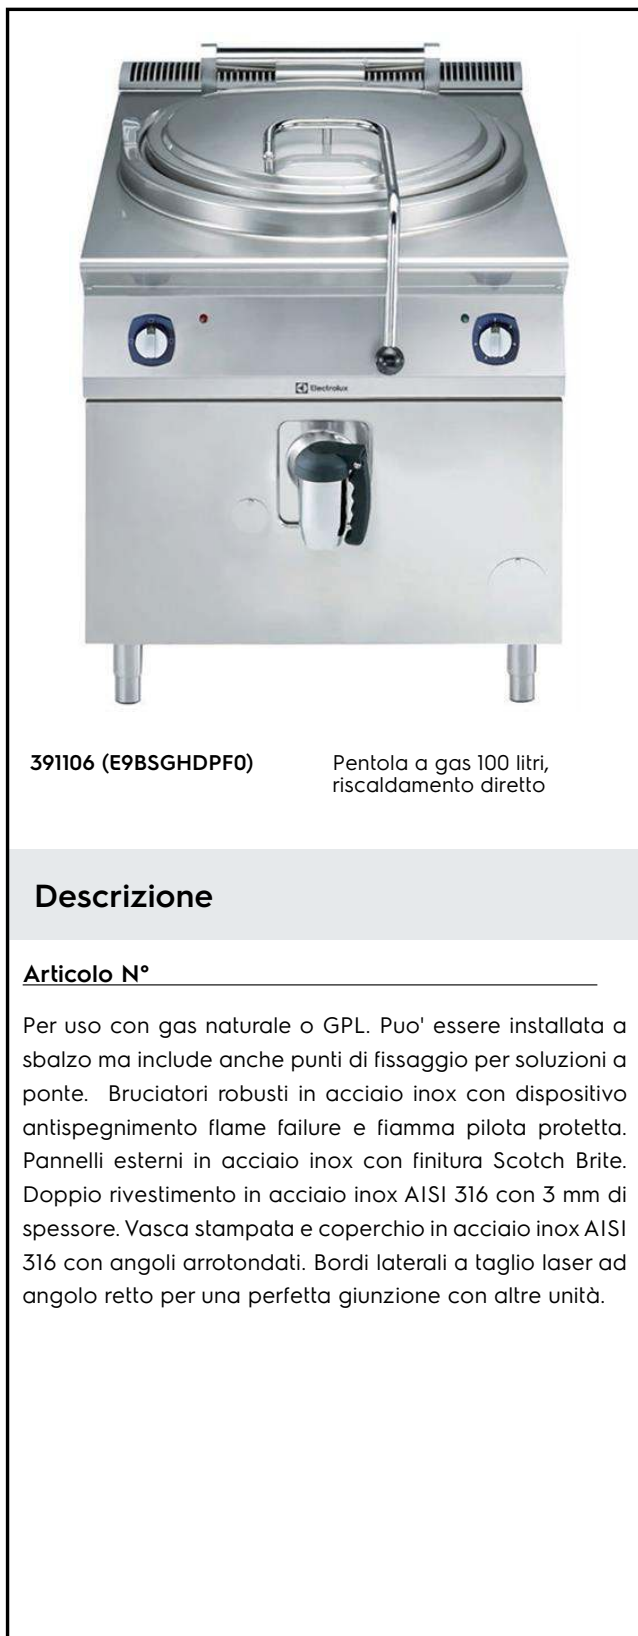 Electrolux
391106 (E9BSGHDPF0)
Pentola a gas 100 litri,
riscaldamento diretto
Descrizione
Articolo N°
Per uso con gas naturale o GPL. Puo' essere installata a
sbalzo ma include anche punti di fissaggio per soluzioni a
ponte. Bruciatori robusti in acciaio inox con dispositivo
antispegnimento flame failure e fiamma pilota protetta.
Pannelli esterni in acciaio inox con finitura Scotch Brite.
Doppio rivestimento in acciaio inox AISI 316 con 3 mm di
spessore. Vasca stampata e coperchio in acciaio inox AISI
316 con angoli arrotondati. Bordi laterali a taglio laser ad
angolo retto per una perfetta giunzione con altre unità.